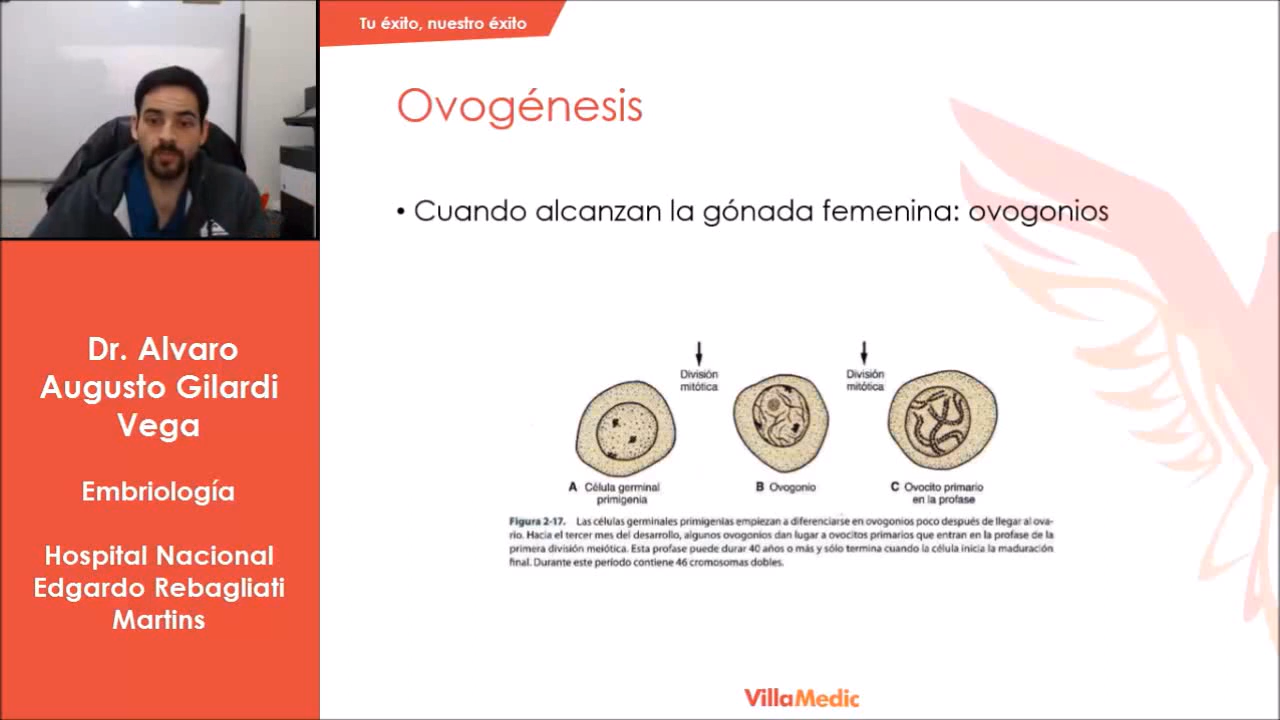 Tu éxito, nuestro éxito
Ovogénesis
• Cuando alcanzan la gónada femenina: ovogonios
Dr. Alvaro
Augusto Gilardi
Vega
Embriología
Hospital Nacional
Edgardo Rebagliati
Martins
División
mitótica
División
mitótica
A Célula germinal
primigenia
B Ovogonio
C Ovocito primario
en la profase
Figura 2-17. Las células germinales primigenias empiezan a diferenciarse en ovogonios poco después de llegar al ova-
rio. Hacia el tercer mes del desarrollo, algunos ovogonios dan lugar a ovocitos primarios que entran en la profase de la
primera división meiótica. Esta profase puede durar 40 años o más y sólo termina cuando la célula inicia la maduración
final. Durante este período contiene 46 cromosomas dobles.
VillaMedic